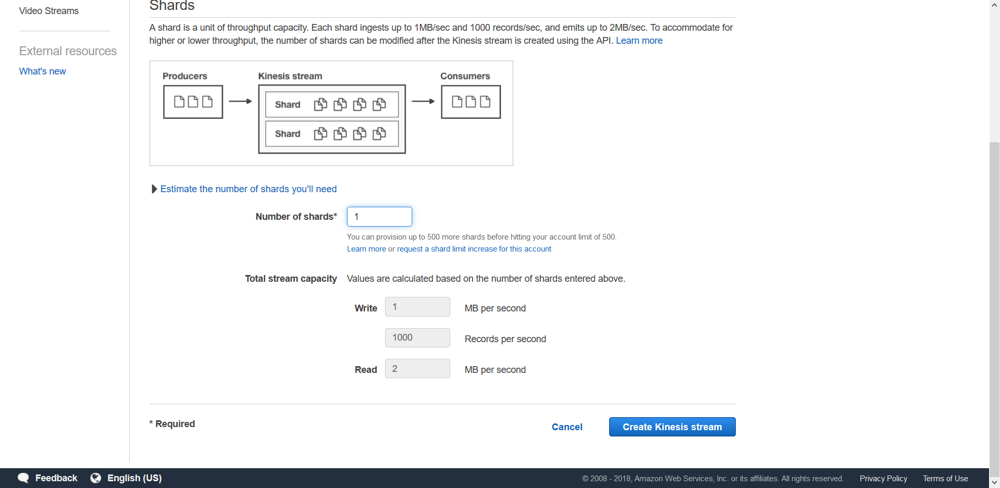 Video Streams
External resources
What's new
Shards
A shard is a unit of throughput capacity. Each shard ingests up to 1MB/sec and 1000 records/sec, and emits up to 2MB/sec. To accommodate for
higher or lower throughput, the number of shards can be modified after the Kinesis stream is created using the API. Learn more
Producers
Kinesis stream
Consumers
Shard
Shard
Estimate the number of shards you'll need
Number of shards* 1
You can provision up to 500 more shards before hitting your account limit of 500.
Learn more or request a shard limit increase for this account
Total stream capacity Values are calculated based on the number of shards entered above.
Write 1 MB per second
1000 Records per second
Read 2 MB per second
* Required
Cancel
Create Kinesis stream
Feedback
English (US)
© 2008 - 2018, Amazon Web Services, Inc. or its affiliates. All rights reserved.
Privacy Policy
Terms of Use